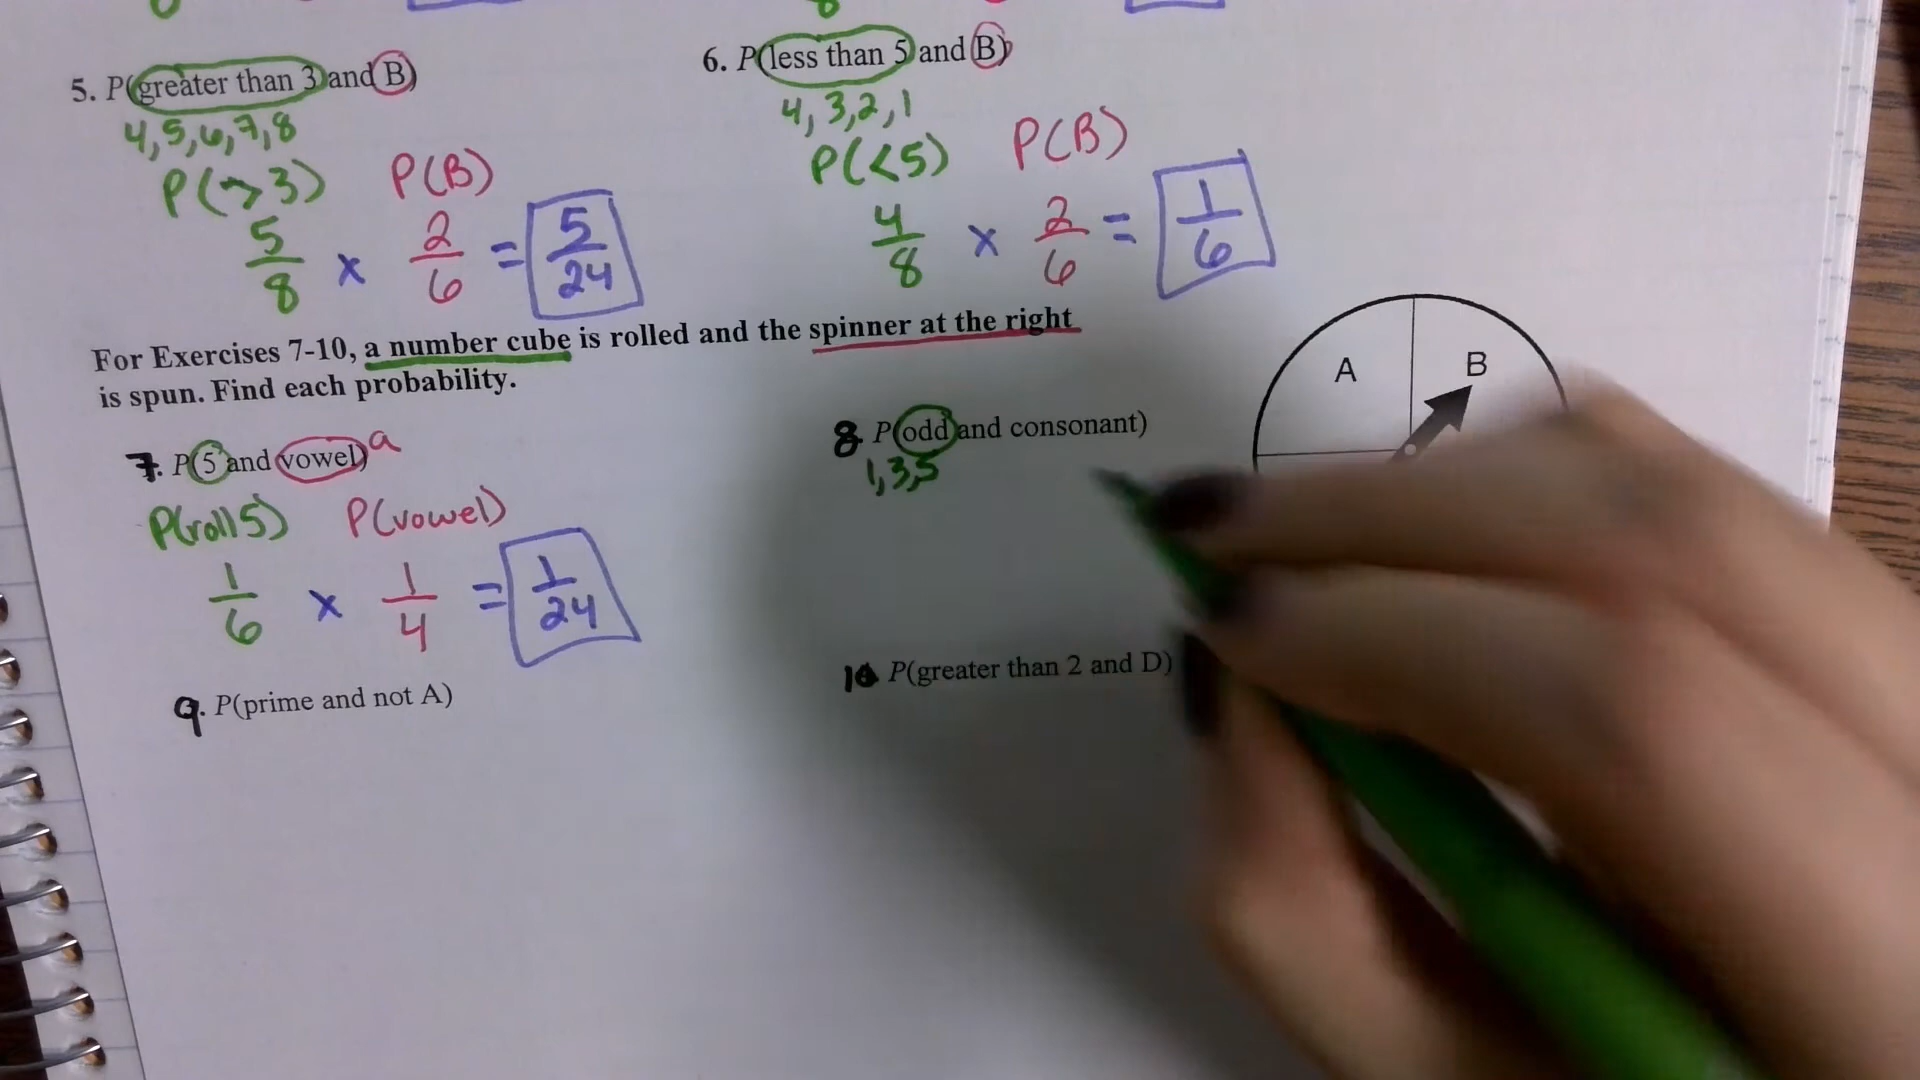 5. P(greater than 3 and B)
4,5,6,7,8
P(>3) P(B)
5/8 x 2/6 = 5/24
6. P(less than 5 and B)
4,3,2,1
P(<5) P(B)
4/8 x 2/6 = 1/6
For Exercises 7-10, a number cube is rolled and the spinner at the right
is spun. Find each probability.
7. P(5 and vowel) a
P(roll 5) P(vowel)
1/6 x 1/4 = 1/24
8 P(odd and consonant)
1,3,5
A
B
9. P(prime and not A)
10 P(greater than 2 and D)